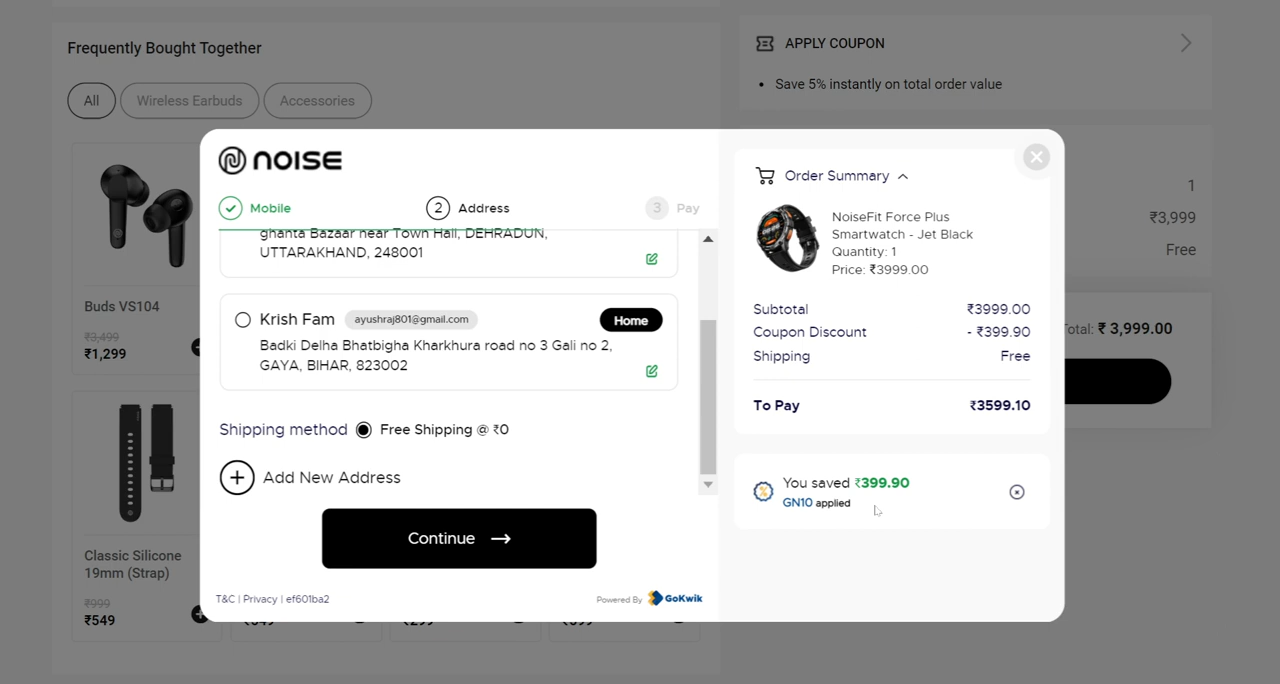 Frequently Bought Together
All
Wireless Earbuds
Accessories
Buds VS104
₹3,499
₹1,299
Classic Silicone
19mm (Strap)
₹999
₹549
APPLY COUPON
• Save 5% instantly on total order value
1
₹3,999
Free
Total: ₹ 3,999.00
NOISE
Mobile
2 Address
3 Pay
ghanta Bazaar near Town Hall, DEHRADUN,
UTTARAKHAND, 248001
Krish Fam ayushraj801@gmail.com Home
Badki Delha Bhatbigha Kharkhura road no 3 Gali no 2,
GAYA, BIHAR, 823002
Shipping method Free Shipping @ ₹0
Add New Address
Continue →
T&C | Privacy | ef601ba2
Powered By GoKwik
Order Summary
NoiseFit Force Plus
Smartwatch - Jet Black
Quantity: 1
Price: ₹3999.00
Subtotal ₹3999.00
Coupon Discount - ₹399.90
Shipping Free
To Pay ₹3599.10
You saved ₹399.90
GN10 applied